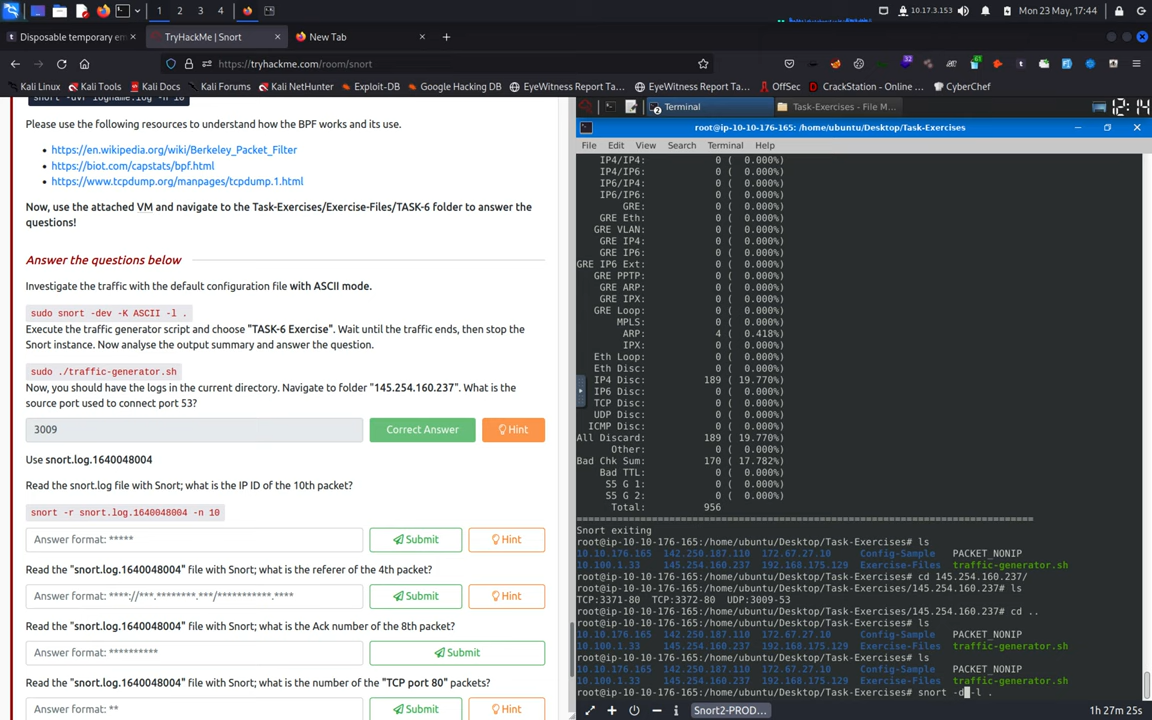 1 2 3 4
10.17.3.153
Mon 23 May, 17:44
Disposable temporary em
TryHackMe | Snort
New Tab
https://tryhackme.com/room/snort
Kali Linux Kali Tools Kali Docs Kali Forums Kali NetHunter Exploit-DB Google Hacking DB EyeWitness Report Tem... EyeWitness Report Tem... OffSec CrackStation - Online ... CyberChef
Please use the following resources to understand how the BPF works and its use.
https://en.wikipedia.org/wiki/Berkeley_Packet_Filter
https://biot.com/capstats/bpf.html
https://www.tcpdump.org/manpages/tcpdump.1.html
Now, use the attached VM and navigate to the Task-Exercises/Exercise-Files/TASK-6 folder to answer the
questions!
Answer the questions below
Investigate the traffic with the default configuration file with ASCII mode.
sudo snort -dev -K ASCII -l .
Execute the traffic generator script and choose "TASK-6 Exercise". Wait until the traffic ends, then stop the
Snort instance. Now analyse the output summary and answer the question.
sudo ./traffic-generator.sh
Now, you should have the logs in the current directory. Navigate to folder "145.254.160.237". What is the
source port used to connect port 53?
3009
Correct Answer
Hint
Use snort.log.1640048004
Read the snort.log file with Snort; what is the IP ID of the 10th packet?
snort -r snort.log.1640048004 -n 10
Answer format: *****
Submit
Hint
Read the "snort.log.1640048004" file with Snort; what is the referer of the 4th packet?
Answer format: ****://***.********.***/***********.****
Submit
Hint
Read the "snort.log.1640048004" file with Snort; what is the Ack number of the 8th packet?
Answer format: **********
Submit
Read the "snort.log.1640048004" file with Snort; what is the number of the "TCP port 80" packets?
Answer format: **
Submit
Hint
Terminal
Task-Exercises - File M...
12:14
root@ip-10-10-176-165: /home/ubuntu/Desktop/Task-Exercises
File Edit View Search Terminal Help
IP4/IP4: 0 ( 0.000%)
IP4/IP6: 0 ( 0.000%)
IP6/IP4: 0 ( 0.000%)
IP6/IP6: 0 ( 0.000%)
GRE: 0 ( 0.000%)
GRE Eth: 0 ( 0.000%)
GRE VLAN: 0 ( 0.000%)
GRE IP4: 0 ( 0.000%)
GRE IP6: 0 ( 0.000%)
GRE IP6 Ext: 0 ( 0.000%)
GRE PPTP: 0 ( 0.000%)
GRE ARP: 0 ( 0.000%)
GRE IPX: 0 ( 0.000%)
GRE Loop: 0 ( 0.000%)
MPLS: 0 ( 0.000%)
ARP: 4 ( 0.418%)
IPX: 0 ( 0.000%)
Eth Loop: 0 ( 0.000%)
Eth Disc: 0 ( 0.000%)
IP4 Disc: 189 ( 19.770%)
IP6 Disc: 0 ( 0.000%)
TCP Disc: 0 ( 0.000%)
UDP Disc: 0 ( 0.000%)
ICMP Disc: 0 ( 0.000%)
All Discard: 189 ( 19.770%)
Other: 0 ( 0.000%)
Bad Chk Sum: 170 ( 17.782%)
Bad TTL: 0 ( 0.000%)
S5 G 1: 0 ( 0.000%)
S5 G 2: 0 ( 0.000%)
Total: 956
===============================================================================
Snort exiting
root@ip-10-10-176-165:/home/ubuntu/Desktop/Task-Exercises# ls
10.10.176.165 142.250.187.110 172.67.27.10 Config-Sample PACKET_NONIP
10.100.1.33 145.254.160.237 192.168.175.129 Exercise-Files traffic-generator.sh
root@ip-10-10-176-165:/home/ubuntu/Desktop/Task-Exercises# cd 145.254.160.237/
root@ip-10-10-176-165:/home/ubuntu/Desktop/Task-Exercises/145.254.160.237# ls
TCP:3371-80 TCP:3372-80 UDP:3009-53
root@ip-10-10-176-165:/home/ubuntu/Desktop/Task-Exercises/145.254.160.237# cd ..
root@ip-10-10-176-165:/home/ubuntu/Desktop/Task-Exercises# ls
10.10.176.165 142.250.187.110 172.67.27.10 Config-Sample PACKET_NONIP
10.100.1.33 145.254.160.237 192.168.175.129 Exercise-Files traffic-generator.sh
root@ip-10-10-176-165:/home/ubuntu/Desktop/Task-Exercises# ls
10.10.176.165 142.250.187.110 172.67.27.10 Config-Sample PACKET_NONIP
10.100.1.33 145.254.160.237 192.168.175.129 Exercise-Files traffic-generator.sh
root@ip-10-10-176-165:/home/ubuntu/Desktop/Task-Exercises# snort -d -l .
Snort2-PROD...
1h 27m 25s